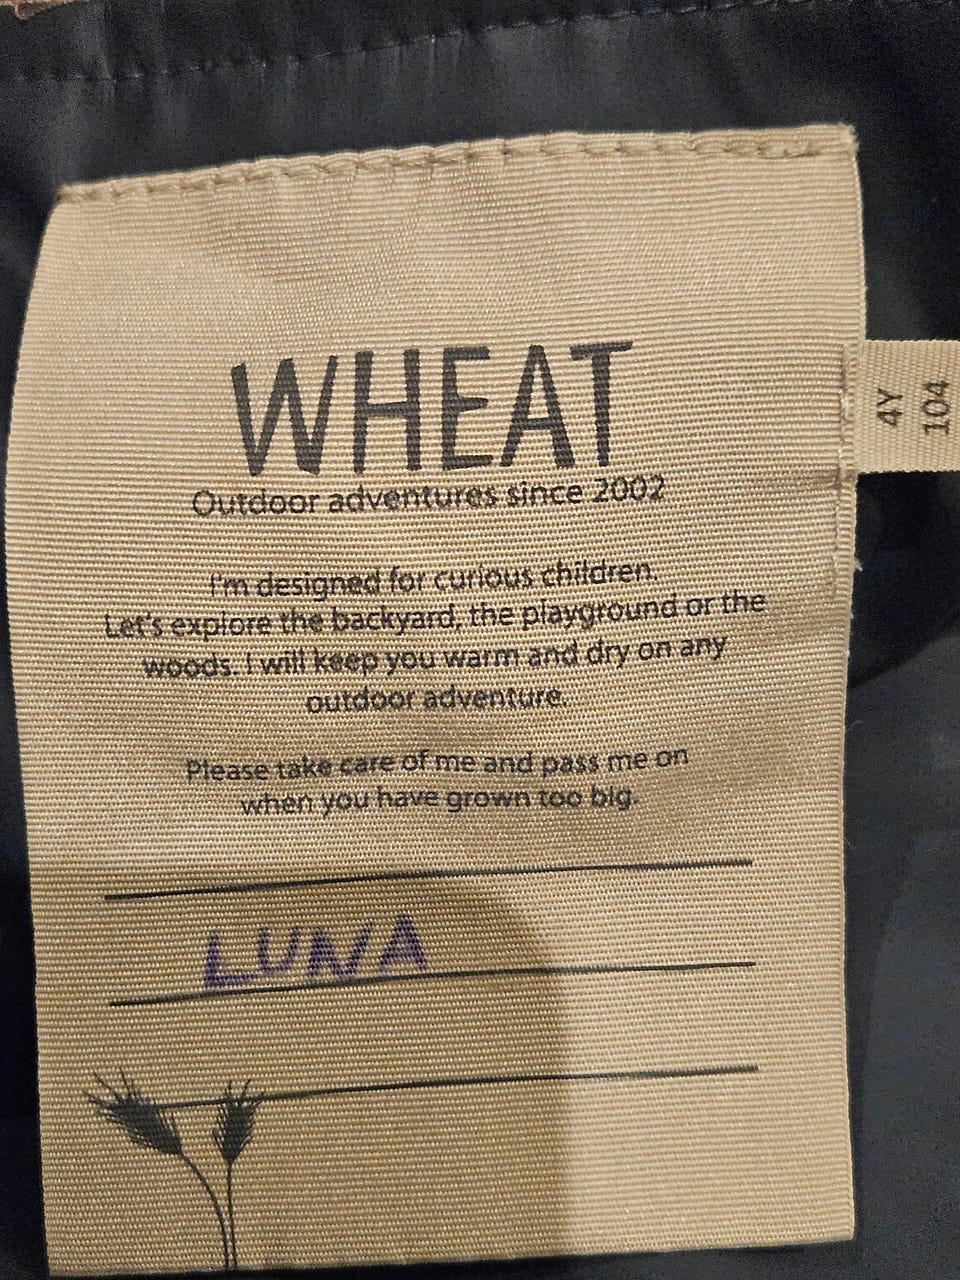 WHEAT
Outdoor adventures since 2002
I'm designed for curious children.
Let's explore the backyard, the playground or the
woods. I will keep you warm and dry on any
outdoor adventure.
Please take care of me and pass me on
when you have grown too big.
LUNA
4Y
104